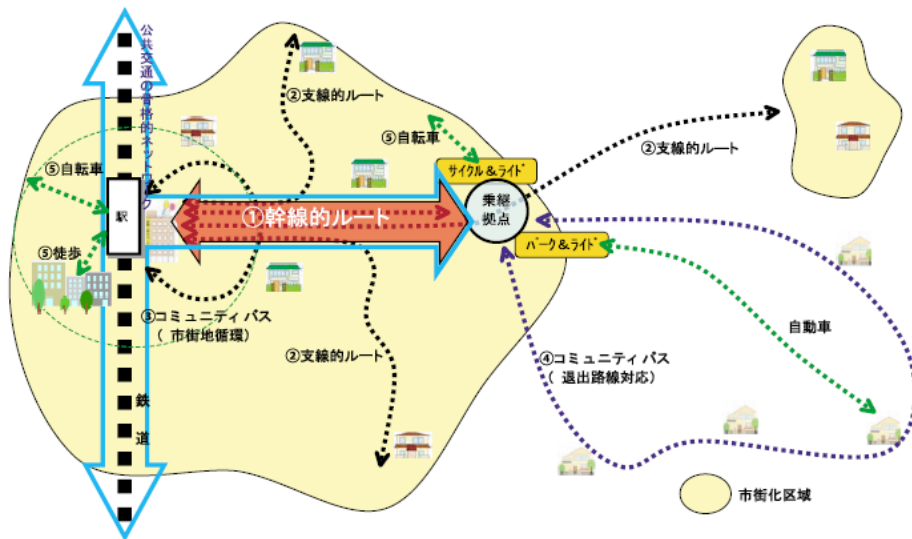 公共交通の骨格的ネットワーク
②支線的ルート
⑤自転車
サイクル&ライド
②支線的ルート
⑤自転車
駅
①幹線的ルート
乗継
拠点
パーク&ライド
⑤徒歩
③コミュニティバス
( 市街地循環)
②支線的ルート
④コミュニティバス
( 退出路線対応)
自動車
鉄
道
市街化区域